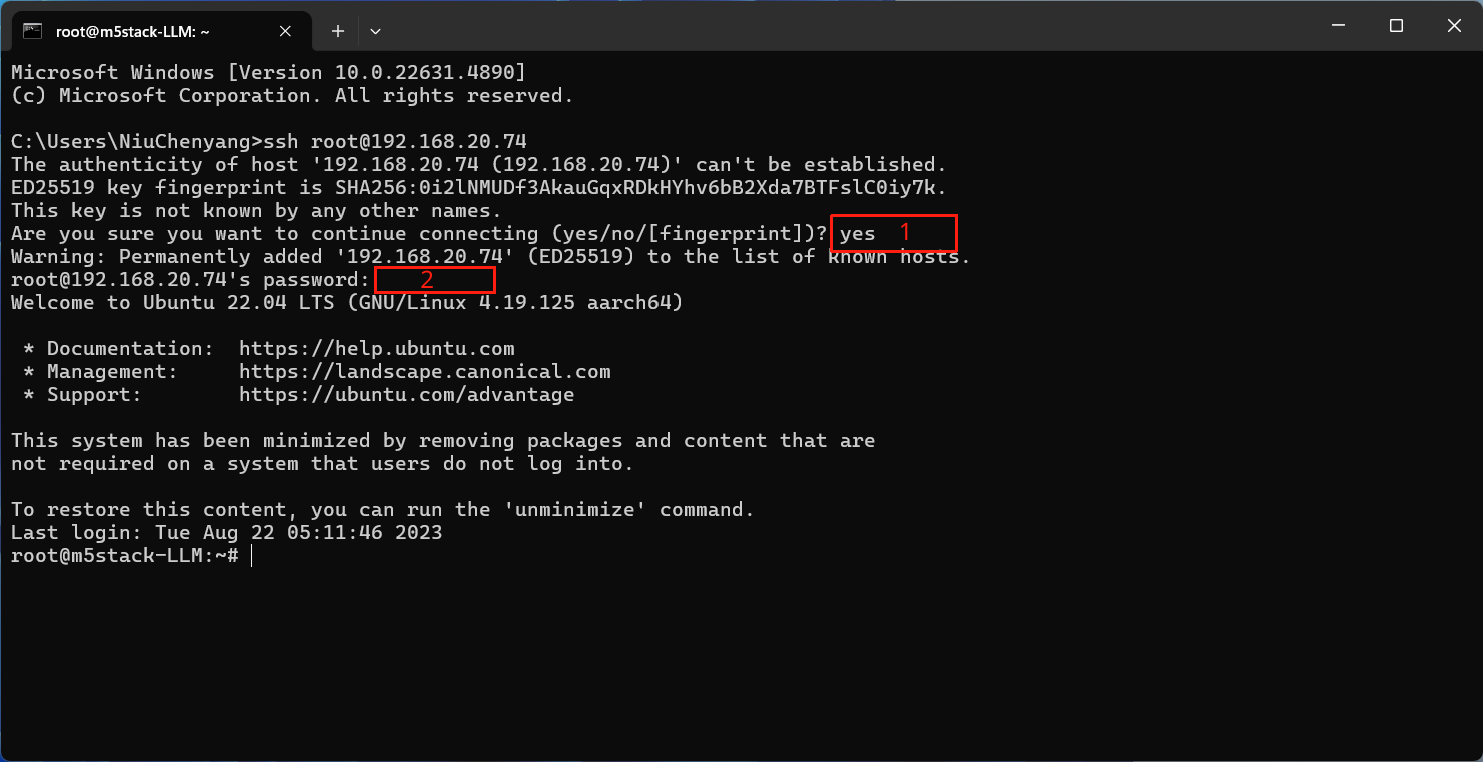 root@m5stack-LLM: ~
Microsoft Windows [Version 10.0.22631.4890]
(c) Microsoft Corporation. All rights reserved.
C:\Users\NiuChenyang>ssh root@192.168.20.74
The authenticity of host '192.168.20.74 (192.168.20.74)' can't be established.
ED25519 key fingerprint is SHA256:0i2lNMUDf3AkauGqxRDkHYhv6bB2Xda7BTFslC0iy7k.
This key is not known by any other names.
Are you sure you want to continue connecting (yes/no/[fingerprint])? yes 1
Warning: Permanently added '192.168.20.74' (ED25519) to the list of known hosts.
root@192.168.20.74's password: 2
Welcome to Ubuntu 22.04 LTS (GNU/Linux 4.19.125 aarch64)
* Documentation: https://help.ubuntu.com
* Management: https://landscape.canonical.com
* Support: https://ubuntu.com/advantage
This system has been minimized by removing packages and content that are
not required on a system that users do not log into.
To restore this content, you can run the 'unminimize' command.
Last login: Tue Aug 22 05:11:46 2023
root@m5stack-LLM:~#